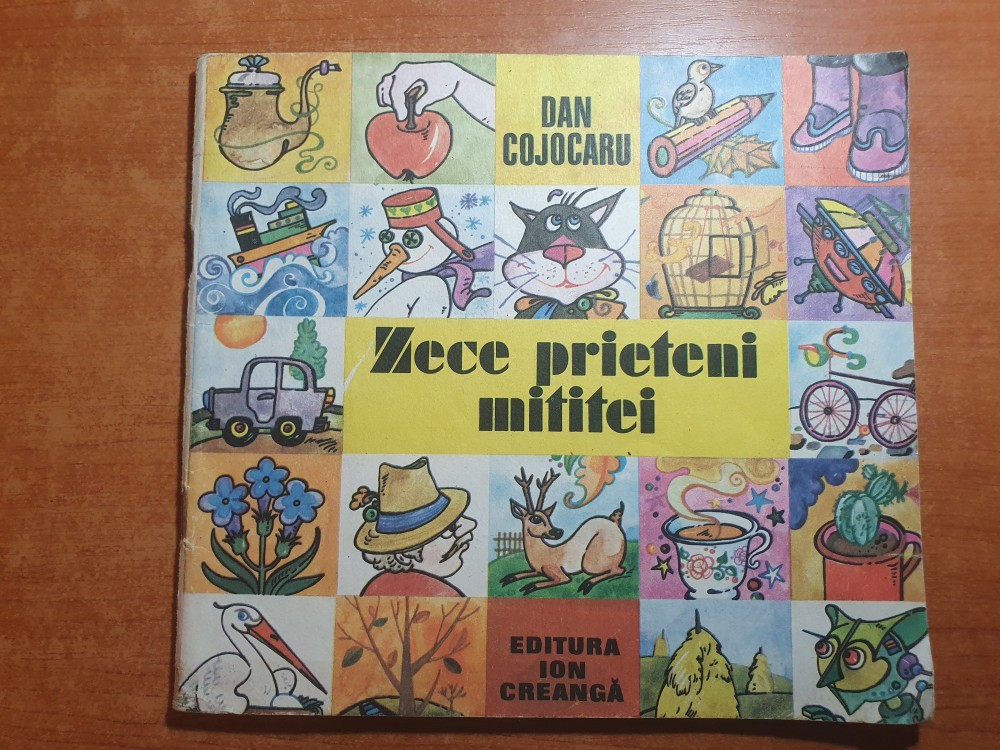 DAN
COJOCARU
Zece prieteni
mititei
EDITURA
ION
CREANGĂ